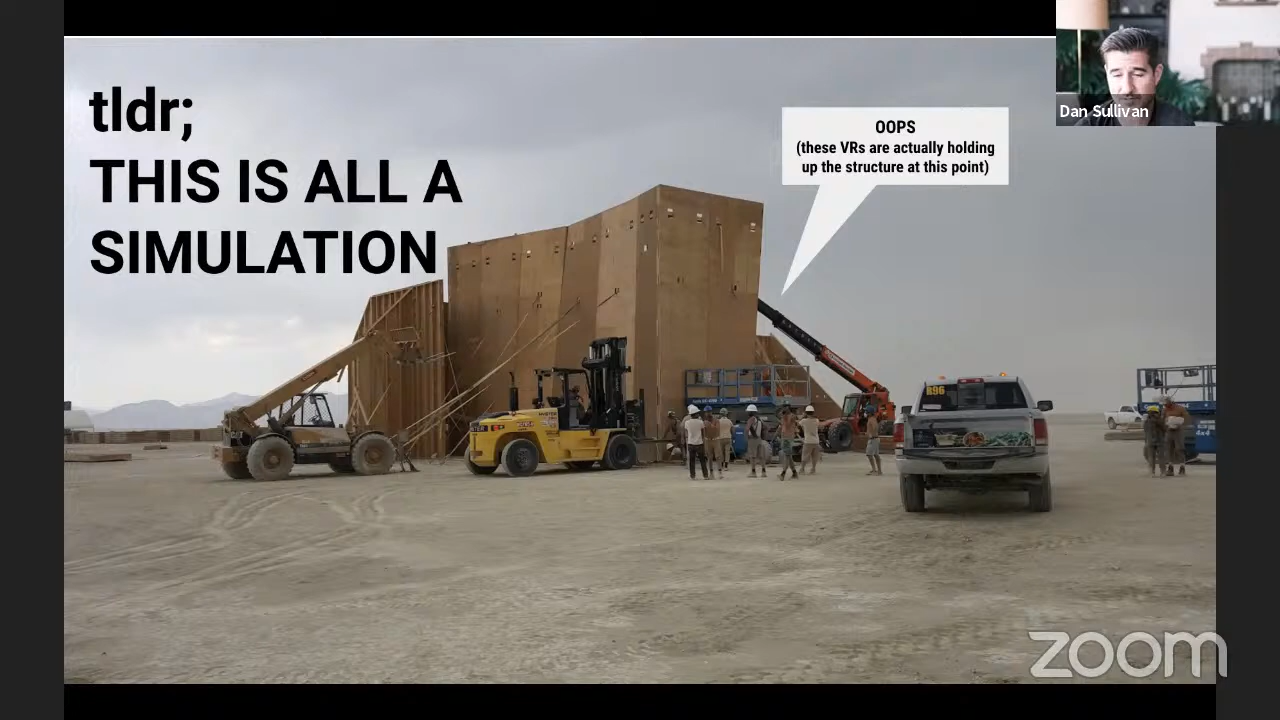 tldr;
THIS IS ALL A
SIMULATION
OOPS
(these VRs are actually holding
up the structure at this point)
Dan Sullivan
R96
zoom